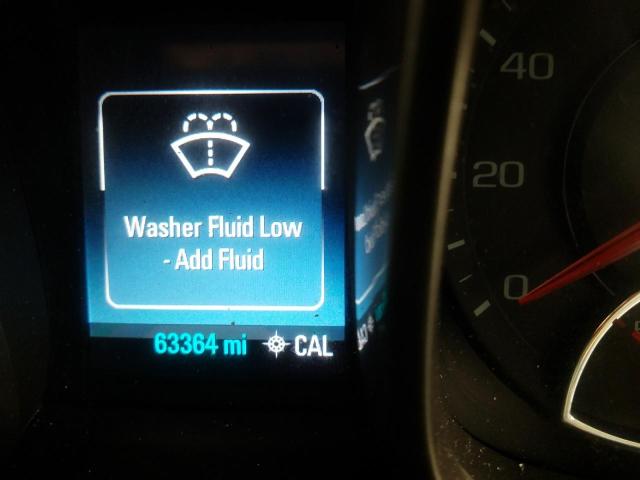 Washer Fluid Low
- Add Fluid
63364 mi CAL
40
20
0